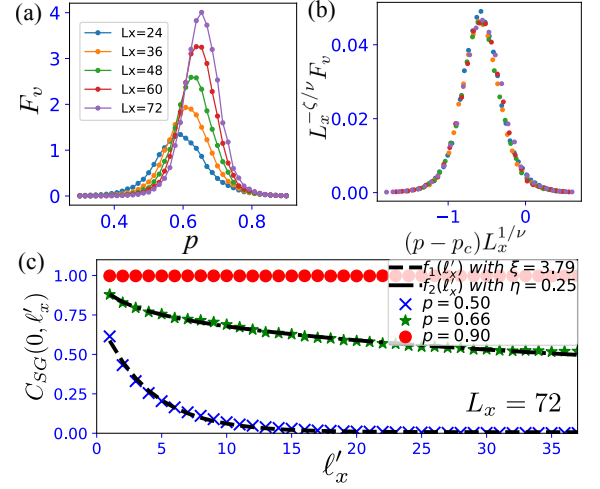 (a)
4
3
2
1
0
F_v
Lx=24
Lx=36
Lx=48
Lx=60
Lx=72
0.4 0.6 0.8
p
(b)
0.04
0.02
0.00
L_x^{-ζ/ν} F_v
−1 0
(p − p_c)L_x^{1/ν}
(c)
1.00
0.75
0.50
0.25
0.00
C_{SG}(0, ℓ'_x)
f_1(ℓ'_x) with ξ = 3.79
f_2(ℓ'_x) with η = 0.25
p = 0.50
p = 0.66
p = 0.90
L_x = 72
0 5 10 15 20 25 30 35
ℓ'_x